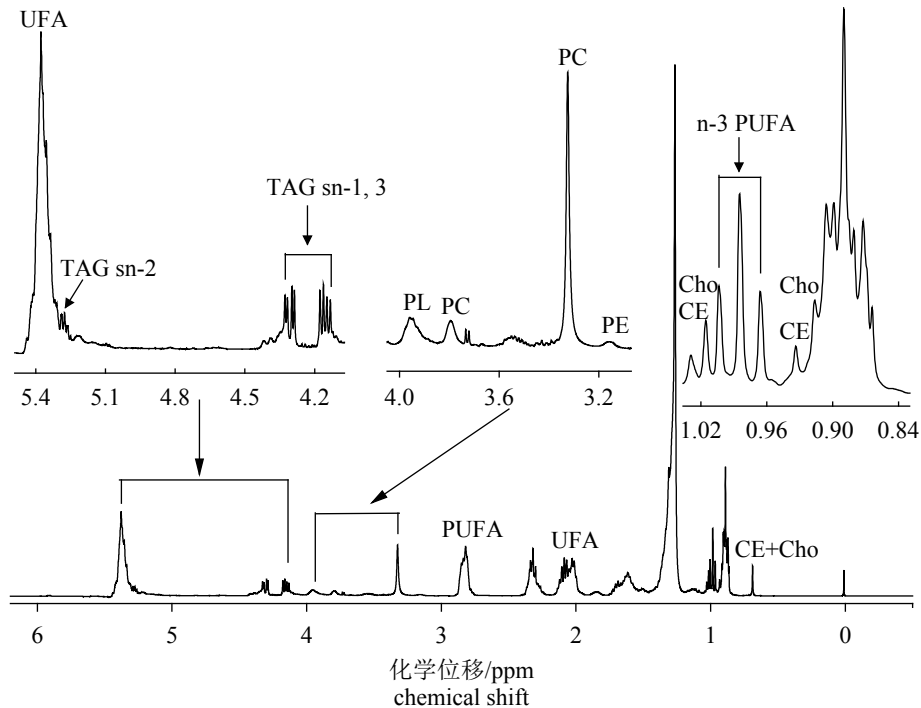 UFA
TAG sn-2
TAG sn-1, 3
5.4 5.1 4.8 4.5 4.2
PC
PL
PC
PE
4.0 3.6 3.2
n-3 PUFA
Cho
CE
Cho
CE
1.02 0.96 0.90 0.84
PUFA
UFA
CE+Cho
6 5 4 3 2 1 0
化学位移/ppm
chemical shift